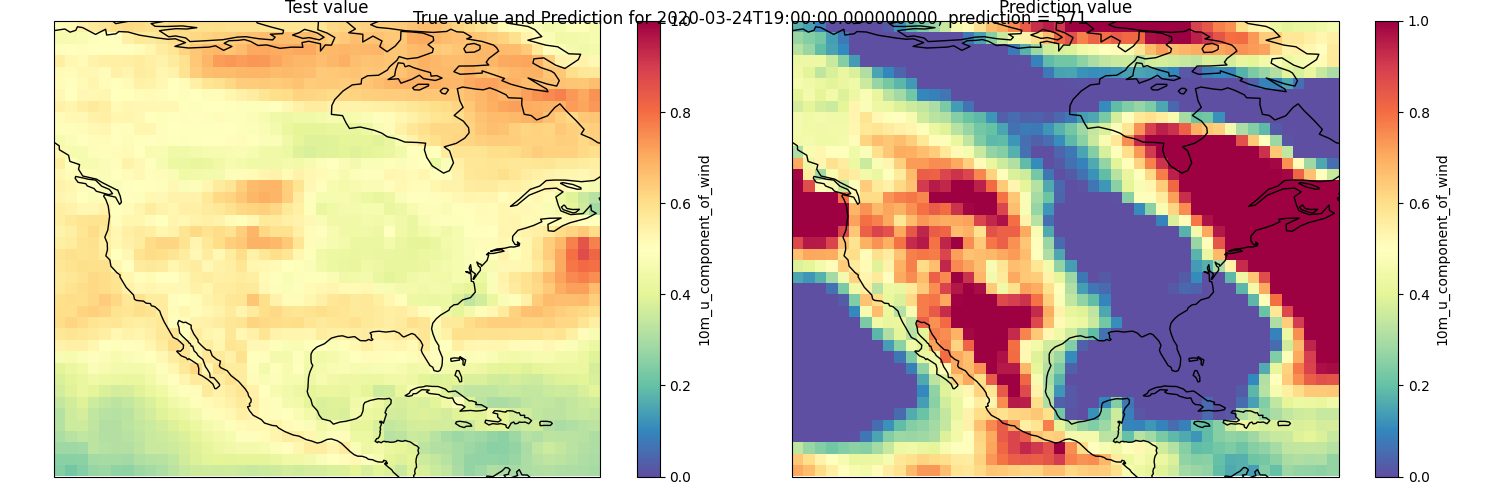 Test value
Prediction value
True value and Prediction for 2020-03-24T19:00:00.000000000, prediction = 571
1.0
0.8
0.6
0.4
0.2
0.0
10m_u_component_of_wind
1.0
0.8
0.6
0.4
0.2
0.0
10m_u_component_of_wind